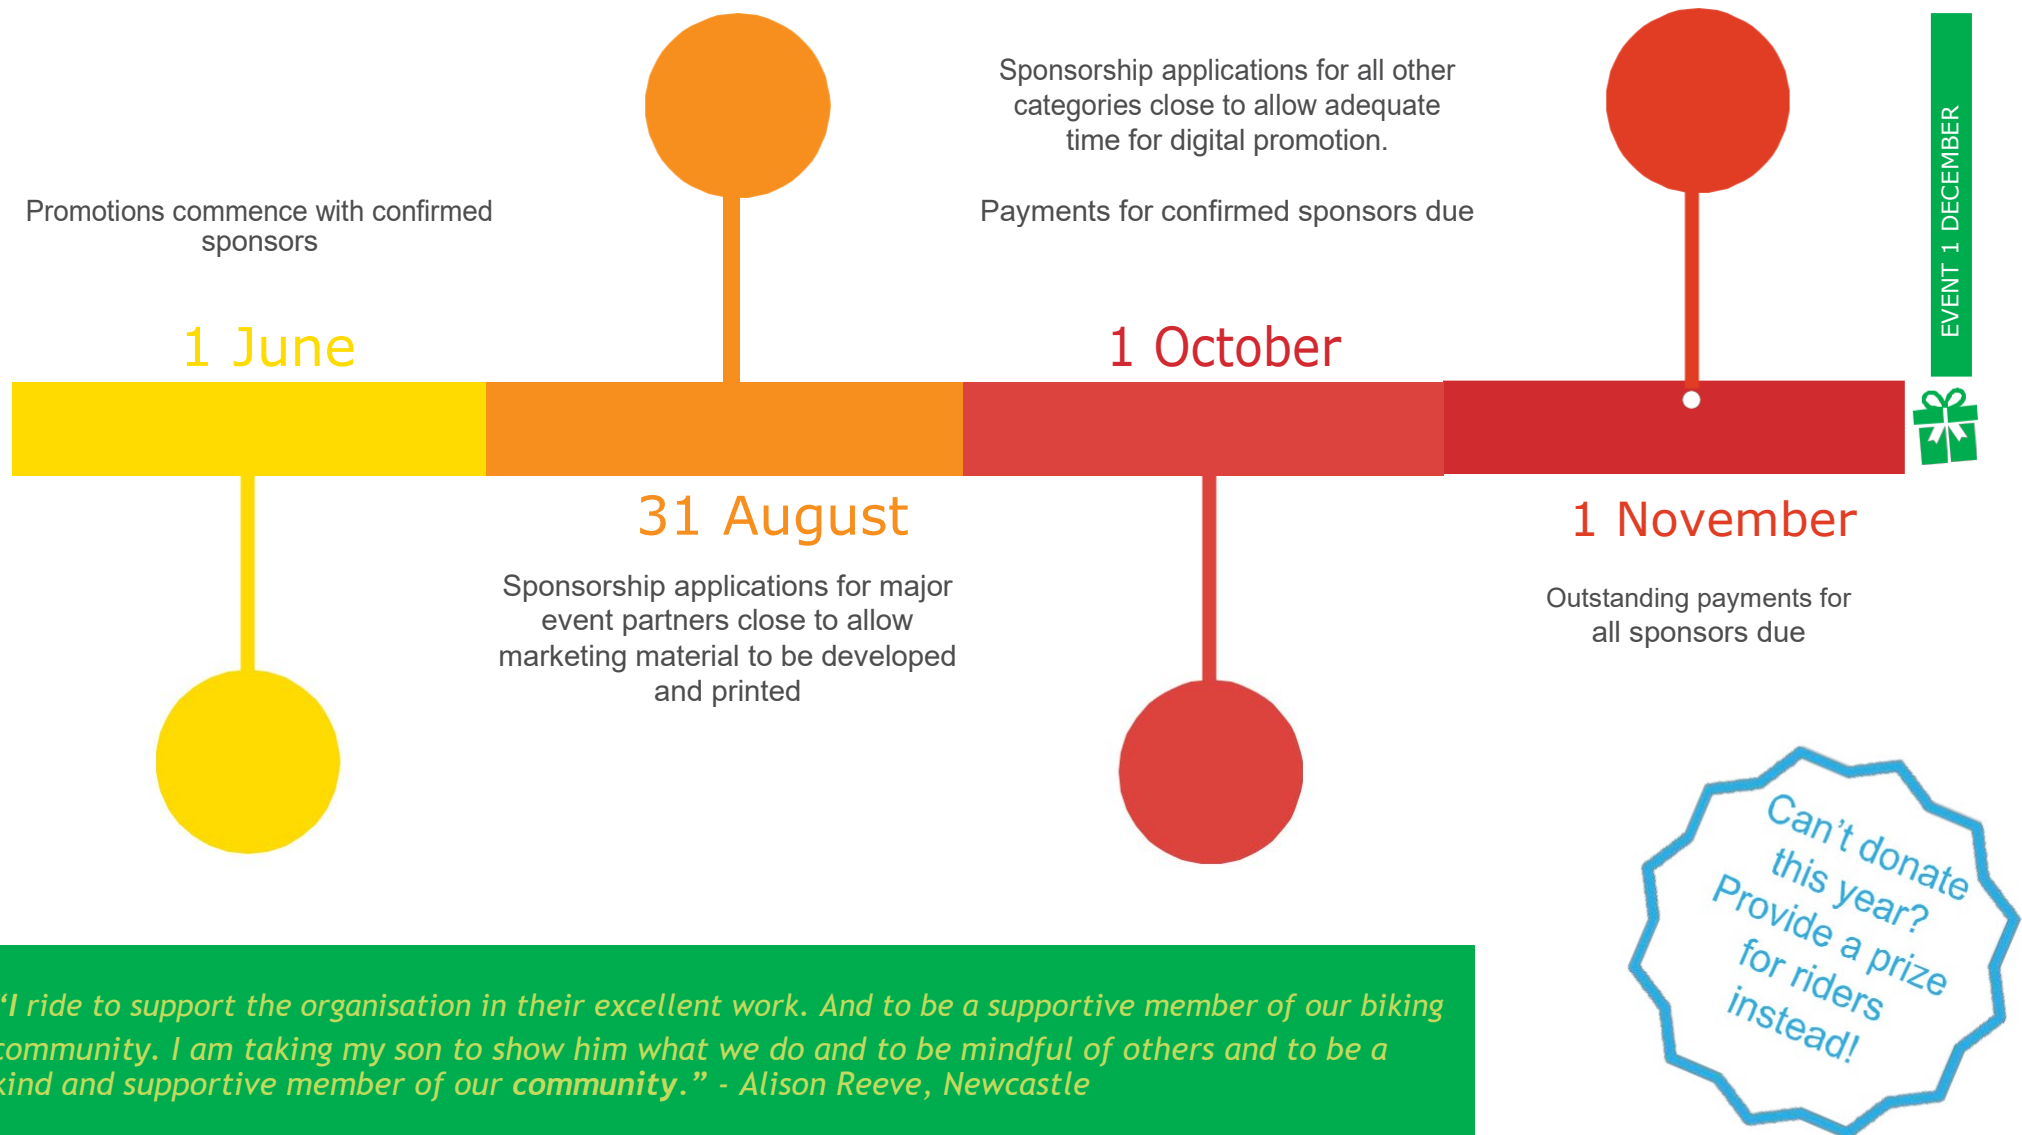 Promotions commence with confirmed
sponsors
1 June
31 August
Sponsorship applications for major
event partners close to allow
marketing material to be developed
and printed
Sponsorship applications for all other
categories close to allow adequate
time for digital promotion.
Payments for confirmed sponsors due
1 October
1 November
Outstanding payments for
all sponsors due
EVENT 1 DECEMBER
Can't donate
this year?
Provide a prize
for riders
instead!
“I ride to support the organisation in their excellent work. And to be a supportive member of our biking
community. I am taking my son to show him what we do and to be mindful of others and to be a
kind and supportive member of our community.” - Alison Reeve, Newcastle